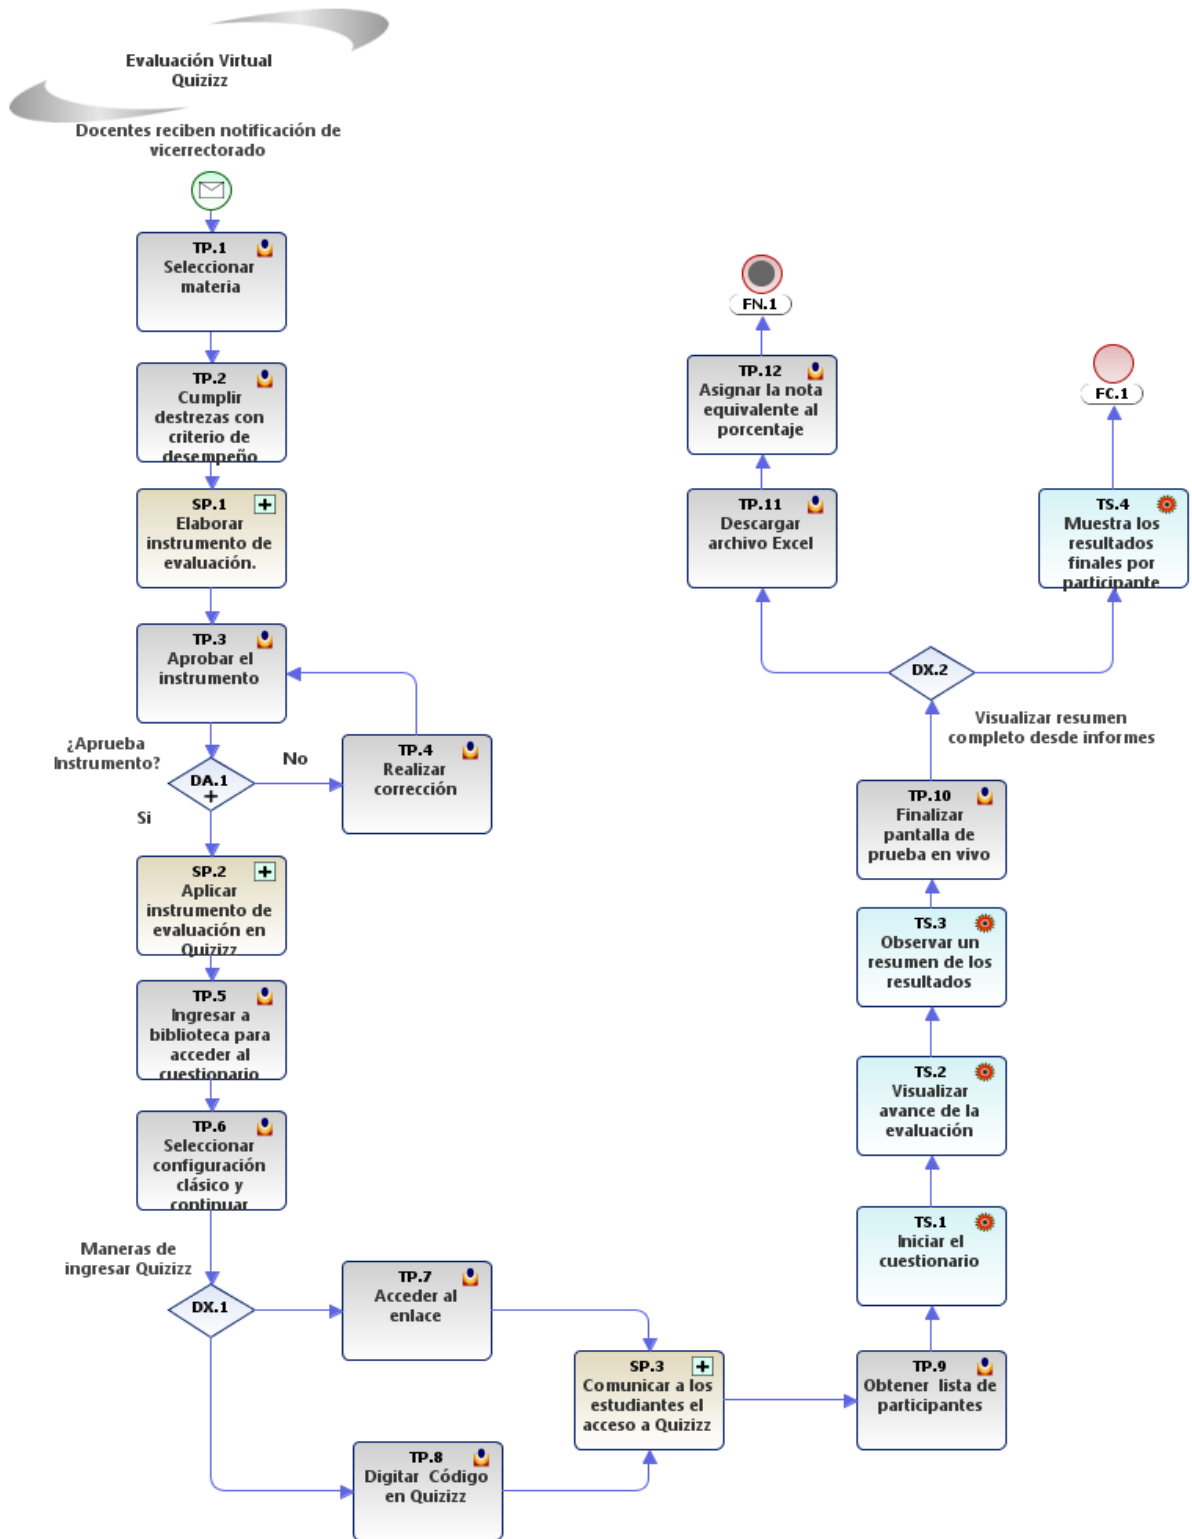 Evaluación Virtual
Quizizz
Docentes reciben notificación de
vicerrectorado
TP.1
Seleccionar
materia
TP.2
Cumplir
destrezas con
criterio de
desempeño
SP.1
Elaborar
instrumento de
evaluación.
TP.3
Aprobar el
instrumento
¿Aprueba
Instrumento?
DA.1
No
Si
TP.4
Realizar
corrección
SP.2
Aplicar
instrumento de
evaluación en
Quizizz
TP.5
Ingresar a
biblioteca para
acceder al
cuestionario
TP.6
Seleccionar
configuración
clásico y
continuar
Maneras de
ingresar Quizizz
DX.1
TP.7
Acceder al
enlace
TP.8
Digitar Código
en Quizizz
SP.3
Comunicar a los
estudiantes el
acceso a Quizizz
TP.9
Obtener lista de
participantes
TS.1
Iniciar el
cuestionario
TS.2
Visualizar
avance de la
evaluación
TS.3
Observar un
resumen de los
resultados
TP.10
Finalizar
pantalla de
prueba en vivo
Visualizar resumen
completo desde informes
DX.2
TP.11
Descargar
archivo Excel
TP.12
Asignar la nota
equivalente al
porcentaje
FN.1
TS.4
Muestra los
resultados
finales por
participante
FC.1